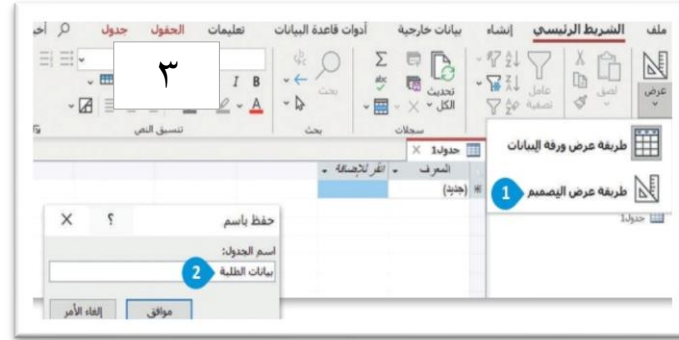 ملف الشريط الرئيسي إنشاء بيانات خارجية أدوات قاعدة البيانات تعليمات الحقول جدول أخ
عرض
لصق
عامل تصفية
تحديث الكل
سجلات
بحث
بحث
B I
A
تنسيق النص
٣
طريقة عرض ورقة البيانات
طريقة عرض التصميم
1
جدول1
جدول1
المعرف انقر للإضافة
(جديد)
حفظ باسم ؟ X
اسم الجدول:
بيانات الطلبة
2
موافق إلغاء الأمر